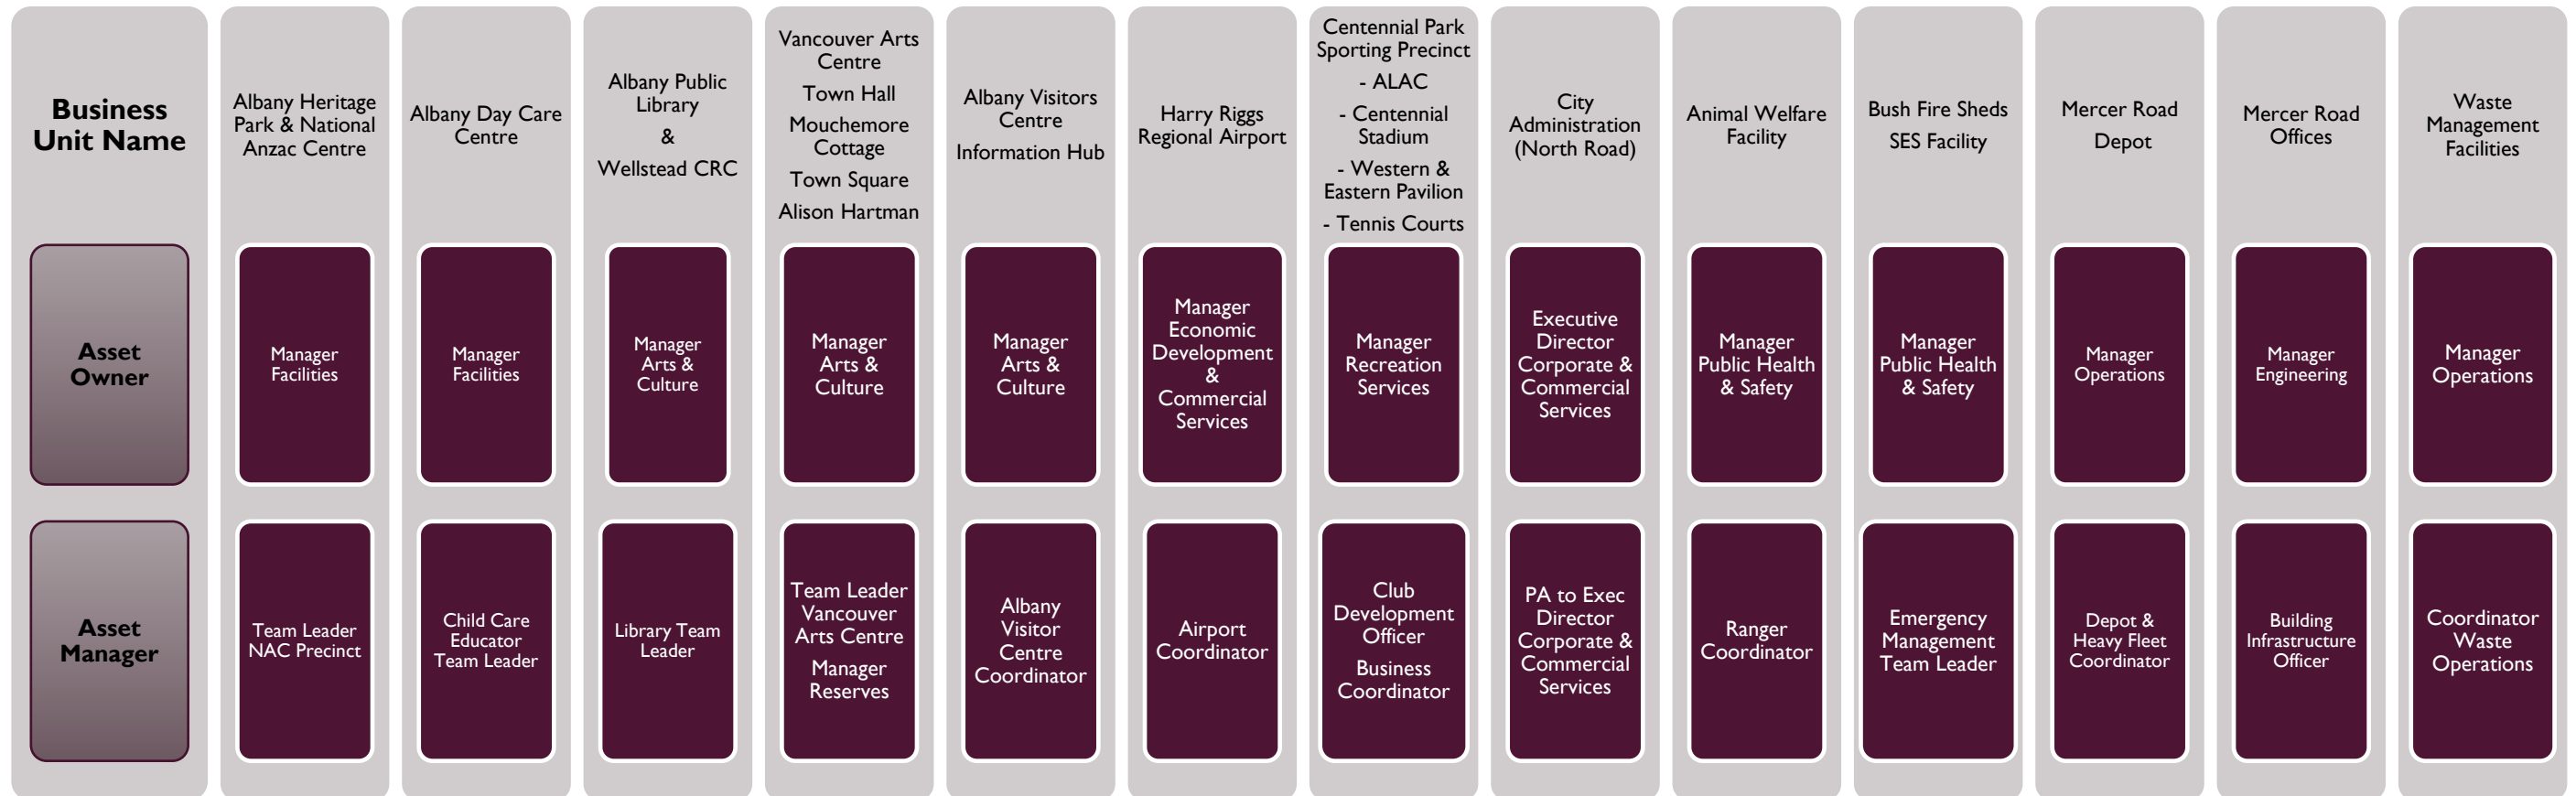 Business
Unit Name
Albany Heritage
Park & National
Anzac Centre
Albany Day Care
Centre
Albany Public
Library
&
Wellstead CRC
Vancouver Arts
Centre
Town Hall
Mouchemore
Cottage
Town Square
Alison Hartman
Albany Visitors
Centre
Information Hub
Harry Riggs
Regional Airport
Centennial Park
Sporting Precinct
- ALAC
- Centennial
Stadium
- Western &
Eastern Pavilion
- Tennis Courts
City
Administration
(North Road)
Animal Welfare
Facility
Bush Fire Sheds
SES Facility
Mercer Road
Depot
Mercer Road
Offices
Waste
Management
Facilities
Asset
Owner
Manager
Facilities
Manager
Facilities
Manager
Arts &
Culture
Manager
Arts &
Culture
Manager
Arts &
Culture
Manager
Economic
Development
&
Commercial
Services
Manager
Recreation
Services
Executive
Director
Corporate &
Commercial
Services
Manager
Public Health
& Safety
Manager
Public Health
& Safety
Manager
Operations
Manager
Engineering
Manager
Operations
Asset
Manager
Team Leader
NAC Precinct
Child Care
Educator
Team Leader
Library Team
Leader
Team Leader
Vancouver
Arts Centre
Manager
Reserves
Albany
Visitor
Centre
Coordinator
Airport
Coordinator
Club
Development
Officer
Business
Coordinator
PA to Exec
Director
Corporate &
Commercial
Services
Ranger
Coordinator
Emergency
Management
Team Leader
Depot &
Heavy Fleet
Coordinator
Building
Infrastructure
Officer
Coordinator
Waste
Operations